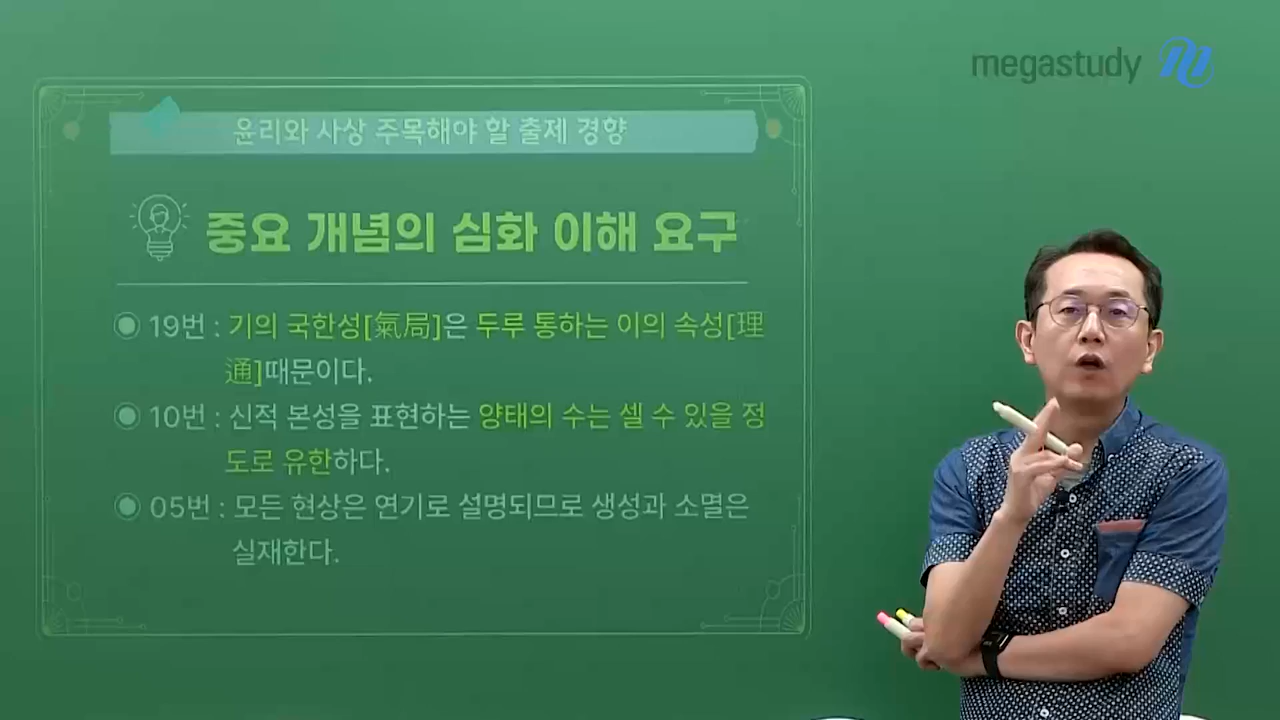 megastudy
윤리와 사상 주목해야 할 출제 경향
중요 개념의 심화 이해 요구
19번 : 기의 국한성[氣局]은 두루 통하는 이의 속성[理
通]때문이다.
10번 : 신적 본성을 표현하는 양태의 수는 셀 수 있을 정
도로 유한하다.
05번 : 모든 현상은 연기로 설명되므로 생성과 소멸은
실재한다.